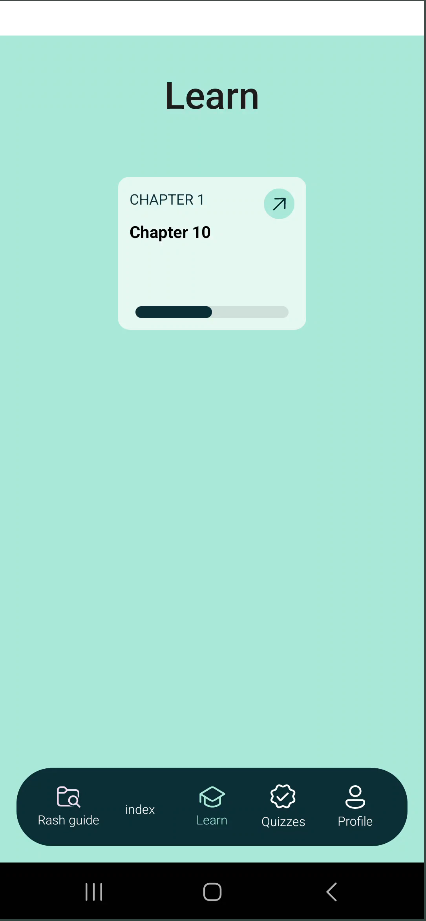 Learn
CHAPTER 1
Chapter 10
Rash guide
index
Learn
Quizzes
Profile